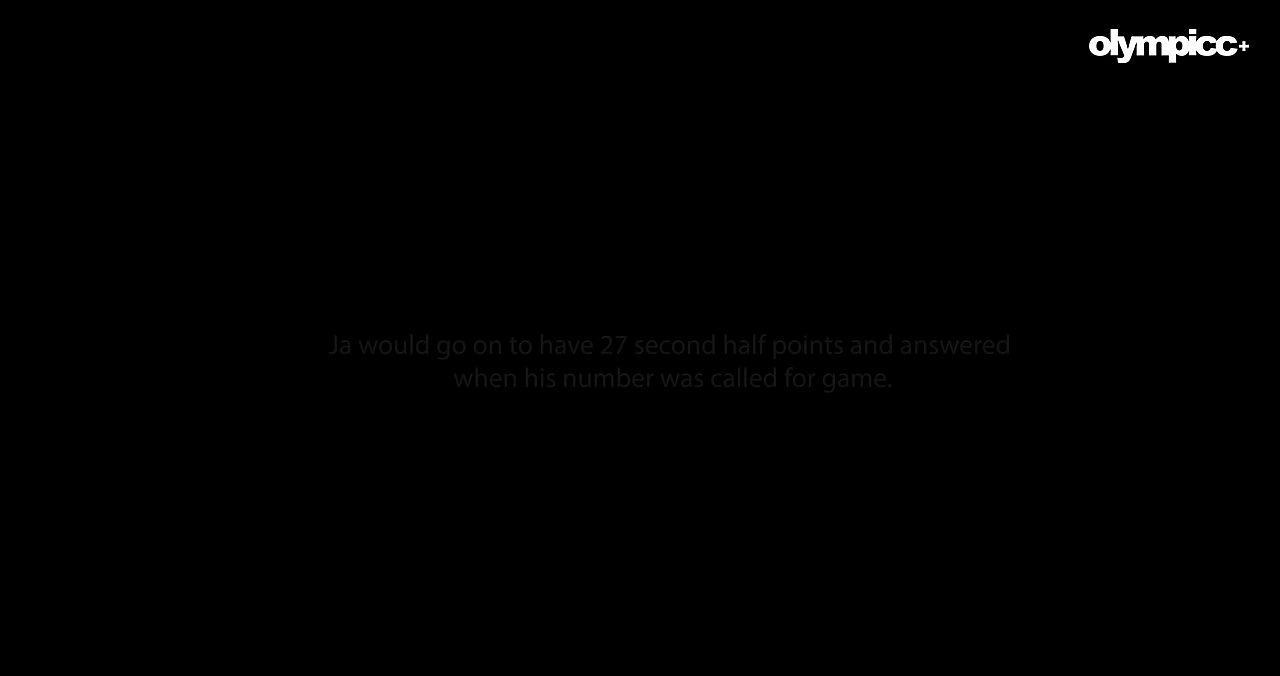 olympicc+
Ja would go on to have 27 second half points and answered
when his number was called for game.